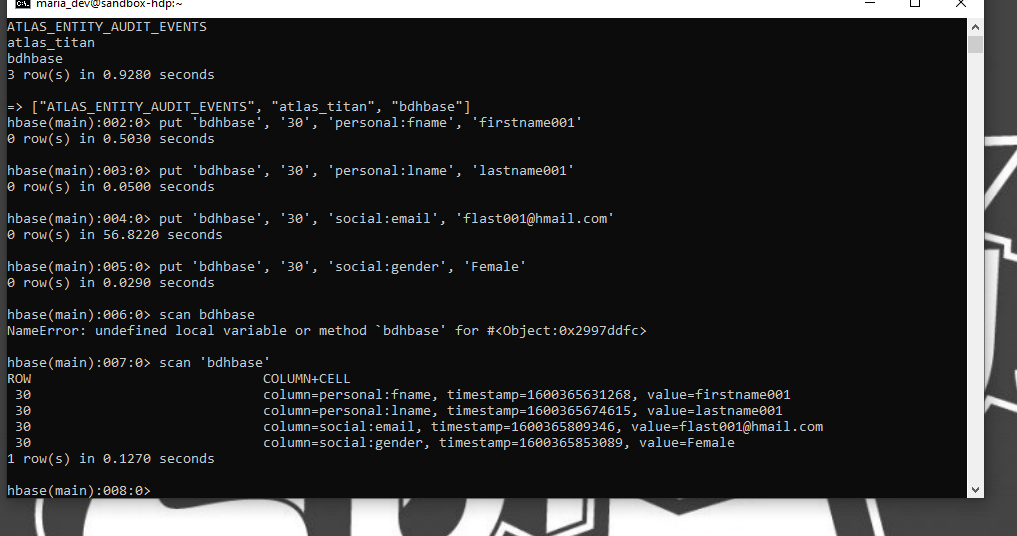 maria_dev@sandbox-hdp:~
ATLAS_ENTITY_AUDIT_EVENTS
atlas_titan
bdhbase
3 row(s) in 0.9280 seconds
=> ["ATLAS_ENTITY_AUDIT_EVENTS", "atlas_titan", "bdhbase"]
hbase(main):002:0> put 'bdhbase', '30', 'personal:fname', 'firstname001'
0 row(s) in 0.5030 seconds
hbase(main):003:0> put 'bdhbase', '30', 'personal:lname', 'lastname001'
0 row(s) in 0.0500 seconds
hbase(main):004:0> put 'bdhbase', '30', 'social:email', 'flast001@hmail.com'
0 row(s) in 56.8220 seconds
hbase(main):005:0> put 'bdhbase', '30', 'social:gender', 'Female'
0 row(s) in 0.0290 seconds
hbase(main):006:0> scan bdhbase
NameError: undefined local variable or method `bdhbase' for #<Object:0x2997ddfc>
hbase(main):007:0> scan 'bdhbase'
ROW COLUMN+CELL
30 column=personal:fname, timestamp=1600365631268, value=firstname001
30 column=personal:lname, timestamp=1600365674615, value=lastname001
30 column=social:email, timestamp=1600365809346, value=flast001@hmail.com
30 column=social:gender, timestamp=1600365853089, value=Female
1 row(s) in 0.1270 seconds
hbase(main):008:0>